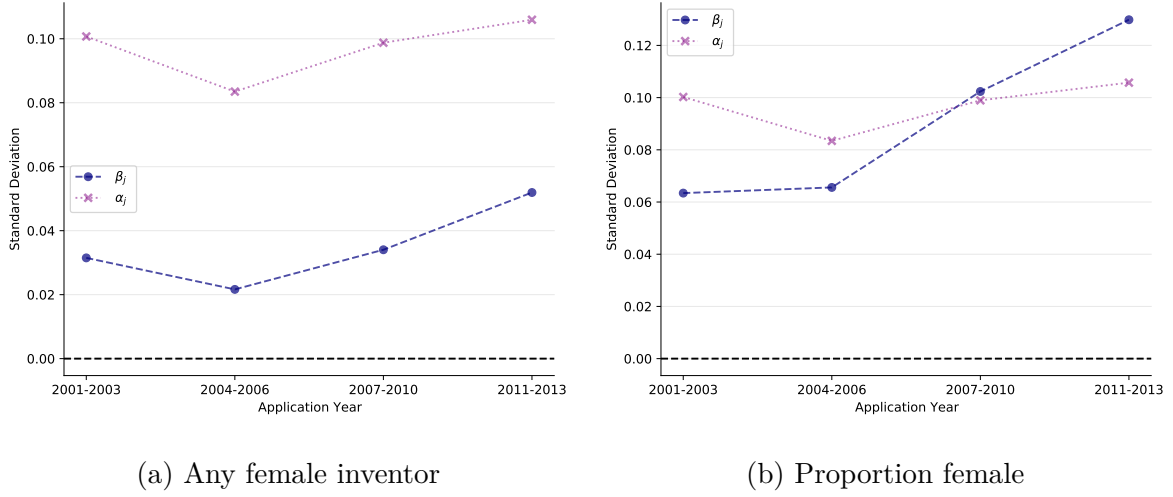 0.10
0.08
0.06
0.04
0.02
0.00
Standard Deviation
βj
αj
2001-2003 2004-2006 2007-2010 2011-2013
Application Year
(a) Any female inventor
0.12
0.10
0.08
0.06
0.04
0.02
0.00
Standard Deviation
βj
αj
2001-2003 2004-2006 2007-2010 2011-2013
Application Year
(b) Proportion female